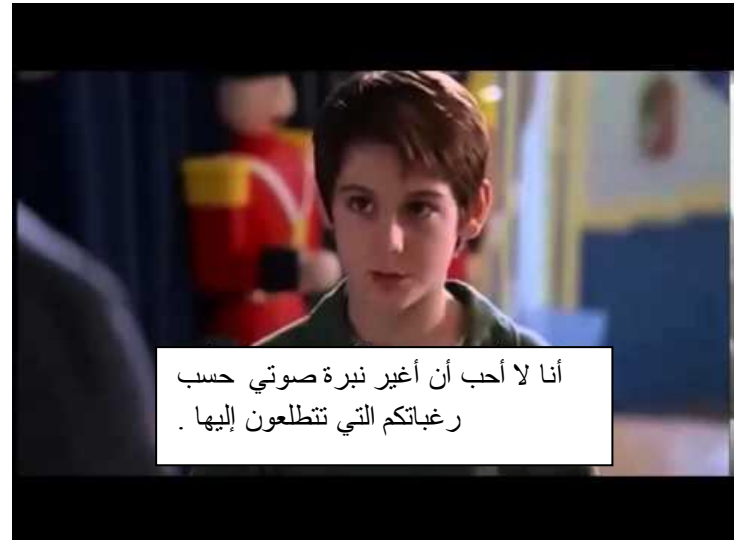 أنا لا أحب أن أغير نبرة صوتي حسب
رغباتكم التي تتطلعون إليها .